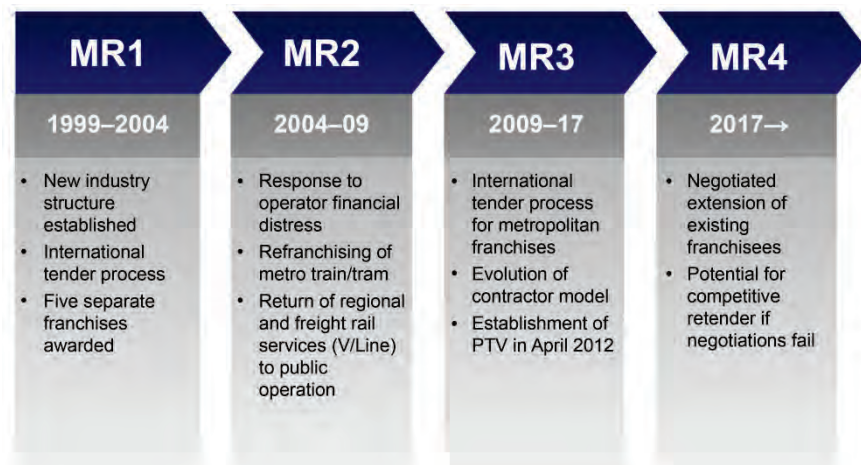 MR1
1999–2004
• New industry
structure
established
• International
tender process
• Five separate
franchises
awarded
MR2
2004–09
• Response to
operator financial
distress
• Refranchising of
metro train/tram
• Return of regional
and freight rail
services (V/Line)
to public
operation
MR3
2009–17
• International
tender process
for metropolitan
franchises
• Evolution of
contractor model
• Establishment of
PTV in April 2012
MR4
2017→
• Negotiated
extension of
existing
franchisees
• Potential for
competitive
retender if
negotiations fail